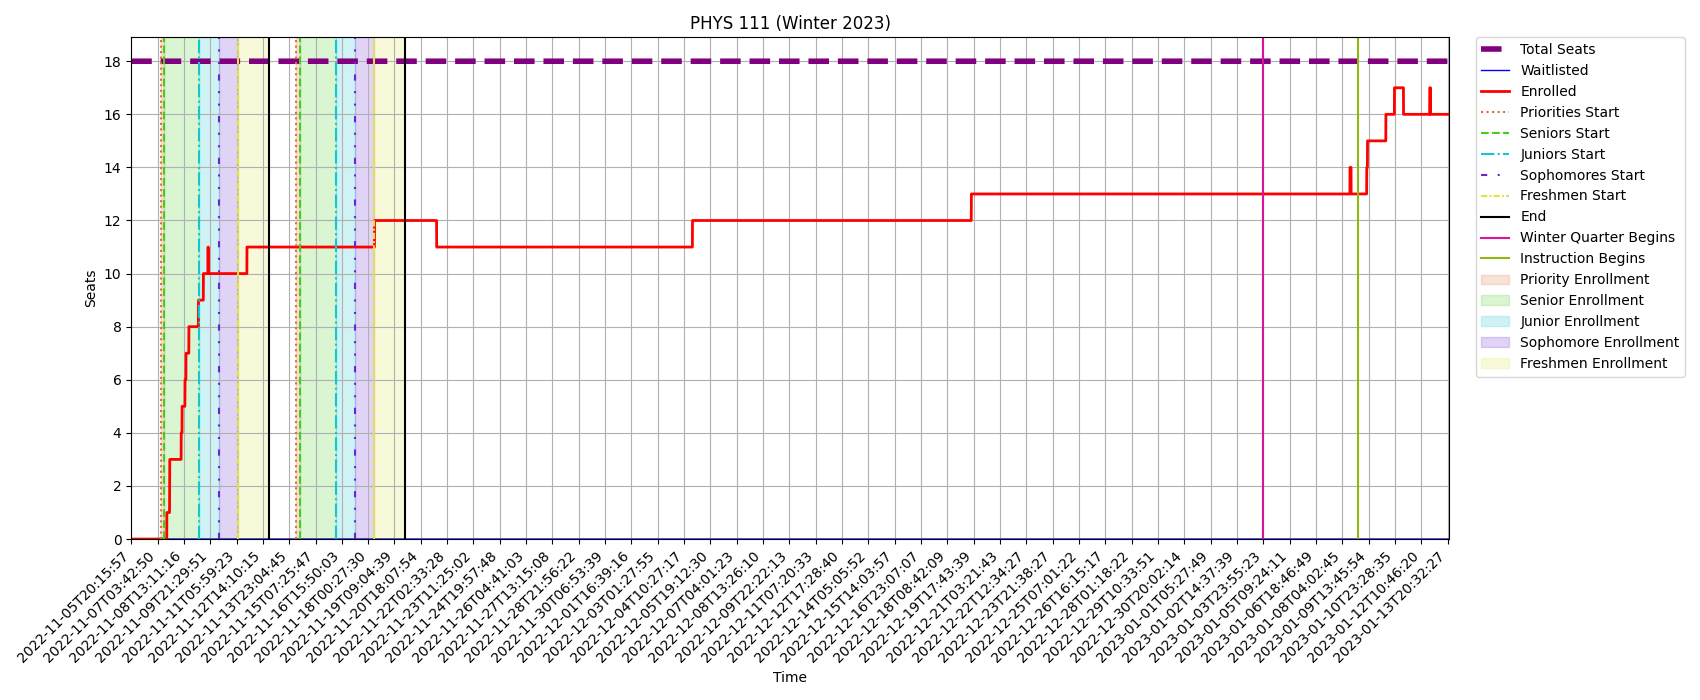 PHYS 111 (Winter 2023)
Seats
18
16
14
12
10
8
6
4
2
0
2022-11-05T20:15:57
2022-11-07T03:42:50
2022-11-08T13:11:16
2022-11-09T21:29:51
2022-11-11T05:59:23
2022-11-12T14:10:15
2022-11-13T23:04:45
2022-11-15T07:25:47
2022-11-16T15:50:03
2022-11-18T00:27:30
2022-11-19T09:04:39
2022-11-20T18:07:54
2022-11-22T02:33:28
2022-11-23T11:25:02
2022-11-24T19:57:48
2022-11-26T04:41:03
2022-11-27T13:15:08
2022-11-28T21:56:22
2022-11-30T06:53:39
2022-12-01T16:39:16
2022-12-03T01:27:55
2022-12-04T10:27:17
2022-12-05T19:12:30
2022-12-07T04:01:23
2022-12-08T13:26:10
2022-12-09T22:22:13
2022-12-11T07:20:33
2022-12-12T17:28:40
2022-12-14T05:05:52
2022-12-15T14:03:57
2022-12-16T23:07:07
2022-12-18T08:42:09
2022-12-19T17:43:39
2022-12-21T03:21:43
2022-12-22T12:34:27
2022-12-23T21:38:27
2022-12-25T07:01:22
2022-12-26T16:15:17
2022-12-28T01:18:22
2022-12-29T10:33:51
2022-12-30T20:02:14
2023-01-01T05:27:49
2023-01-02T14:37:39
2023-01-03T23:55:23
2023-01-05T09:24:11
2023-01-06T18:46:49
2023-01-08T04:02:45
2023-01-09T13:45:54
2023-01-10T23:28:35
2023-01-12T10:46:20
2023-01-13T20:32:27
Time
Total Seats
Waitlisted
Enrolled
Priorities Start
Seniors Start
Juniors Start
Sophomores Start
Freshmen Start
End
Winter Quarter Begins
Instruction Begins
Priority Enrollment
Senior Enrollment
Junior Enrollment
Sophomore Enrollment
Freshmen Enrollment